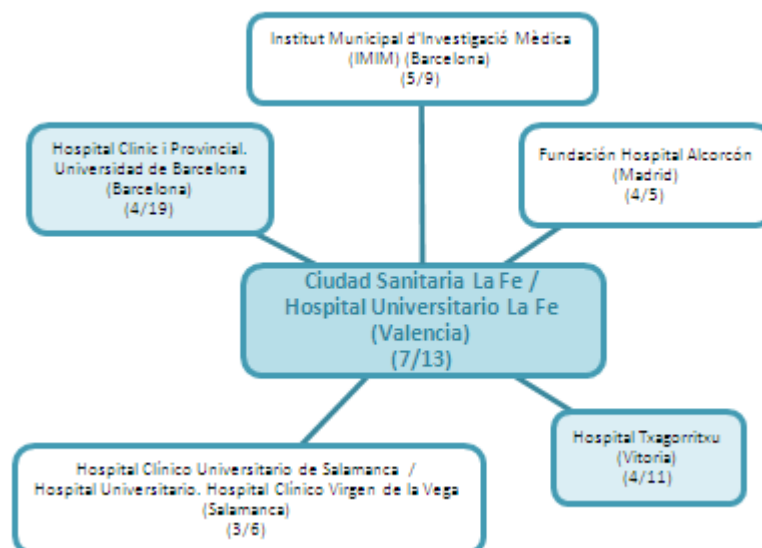 Institut Municipal d'Investigació Mèdica
(IMIM) (Barcelona)
(5/9)
Hospital Clinic i Provincial.
Universidad de Barcelona
(Barcelona)
(4/19)
Fundación Hospital Alcorcón
(Madrid)
(4/5)
Ciudad Sanitaria La Fe /
Hospital Universitario La Fe
(Valencia)
(7/13)
Hospital Clínico Universitario de Salamanca /
Hospital Universitario. Hospital Clínico Virgen de la Vega
(Salamanca)
(3/6)
Hospital Txagorritxu
(Vitoria)
(4/11)